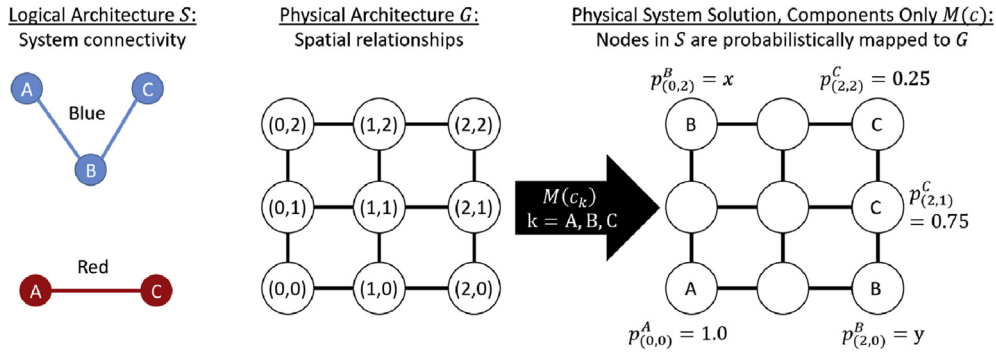 Logical Architecture S:
System connectivity
A
C
Blue
B
Red
A
C
Physical Architecture G:
Spatial relationships
(0,2)
(1,2)
(2,2)
(0,1)
(1,1)
(2,1)
(0,0)
(1,0)
(2,0)
M(c_k)
k = A, B, C
Physical System Solution, Components Only M(c):
Nodes in S are probabilistically mapped to G
p^B_(0,2) = x
p^C_(2,2) = 0.25
B
C
C
p^C_(2,1)
= 0.75
A
B
p^A_(0,0) = 1.0
p^B_(2,0) = y